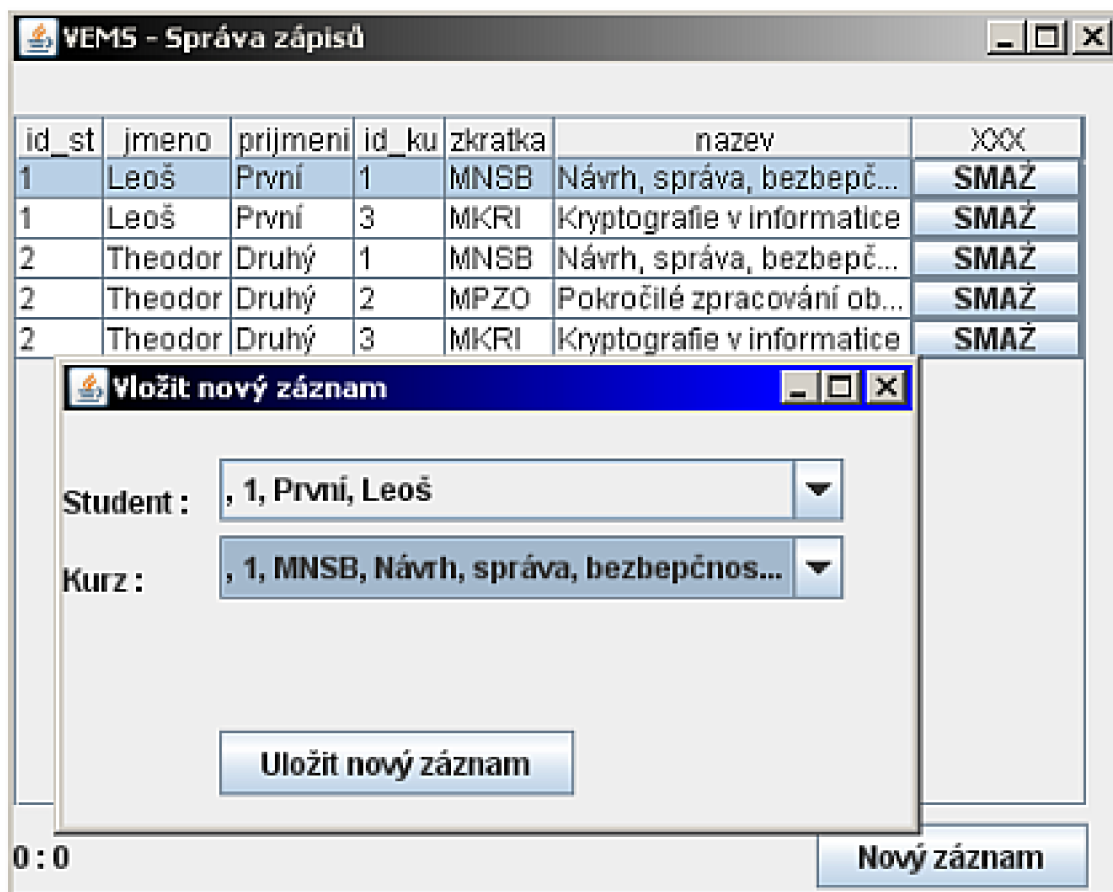 VEMS - Správa zápisů
id_st jmeno prijmeni id_ku zkratka nazev XXX
1 Leoš První 1 MNSB Návrh, správa, bezbepč... SMAŽ
1 Leoš První 3 MKRI Kryptografie v informatice SMAŽ
2 Theodor Druhý 1 MNSB Návrh, správa, bezbepč... SMAŽ
2 Theodor Druhý 2 MPZO Pokročilé zpracování ob... SMAŽ
2 Theodor Druhý 3 MKRI Kryptografie v informatice SMAŽ
Vložit nový záznam
Student : , 1, První, Leoš
Kurz : , 1, MNSB, Návrh, správa, bezbepčnos...
Uložit nový záznam
0 : 0 Nový záznam